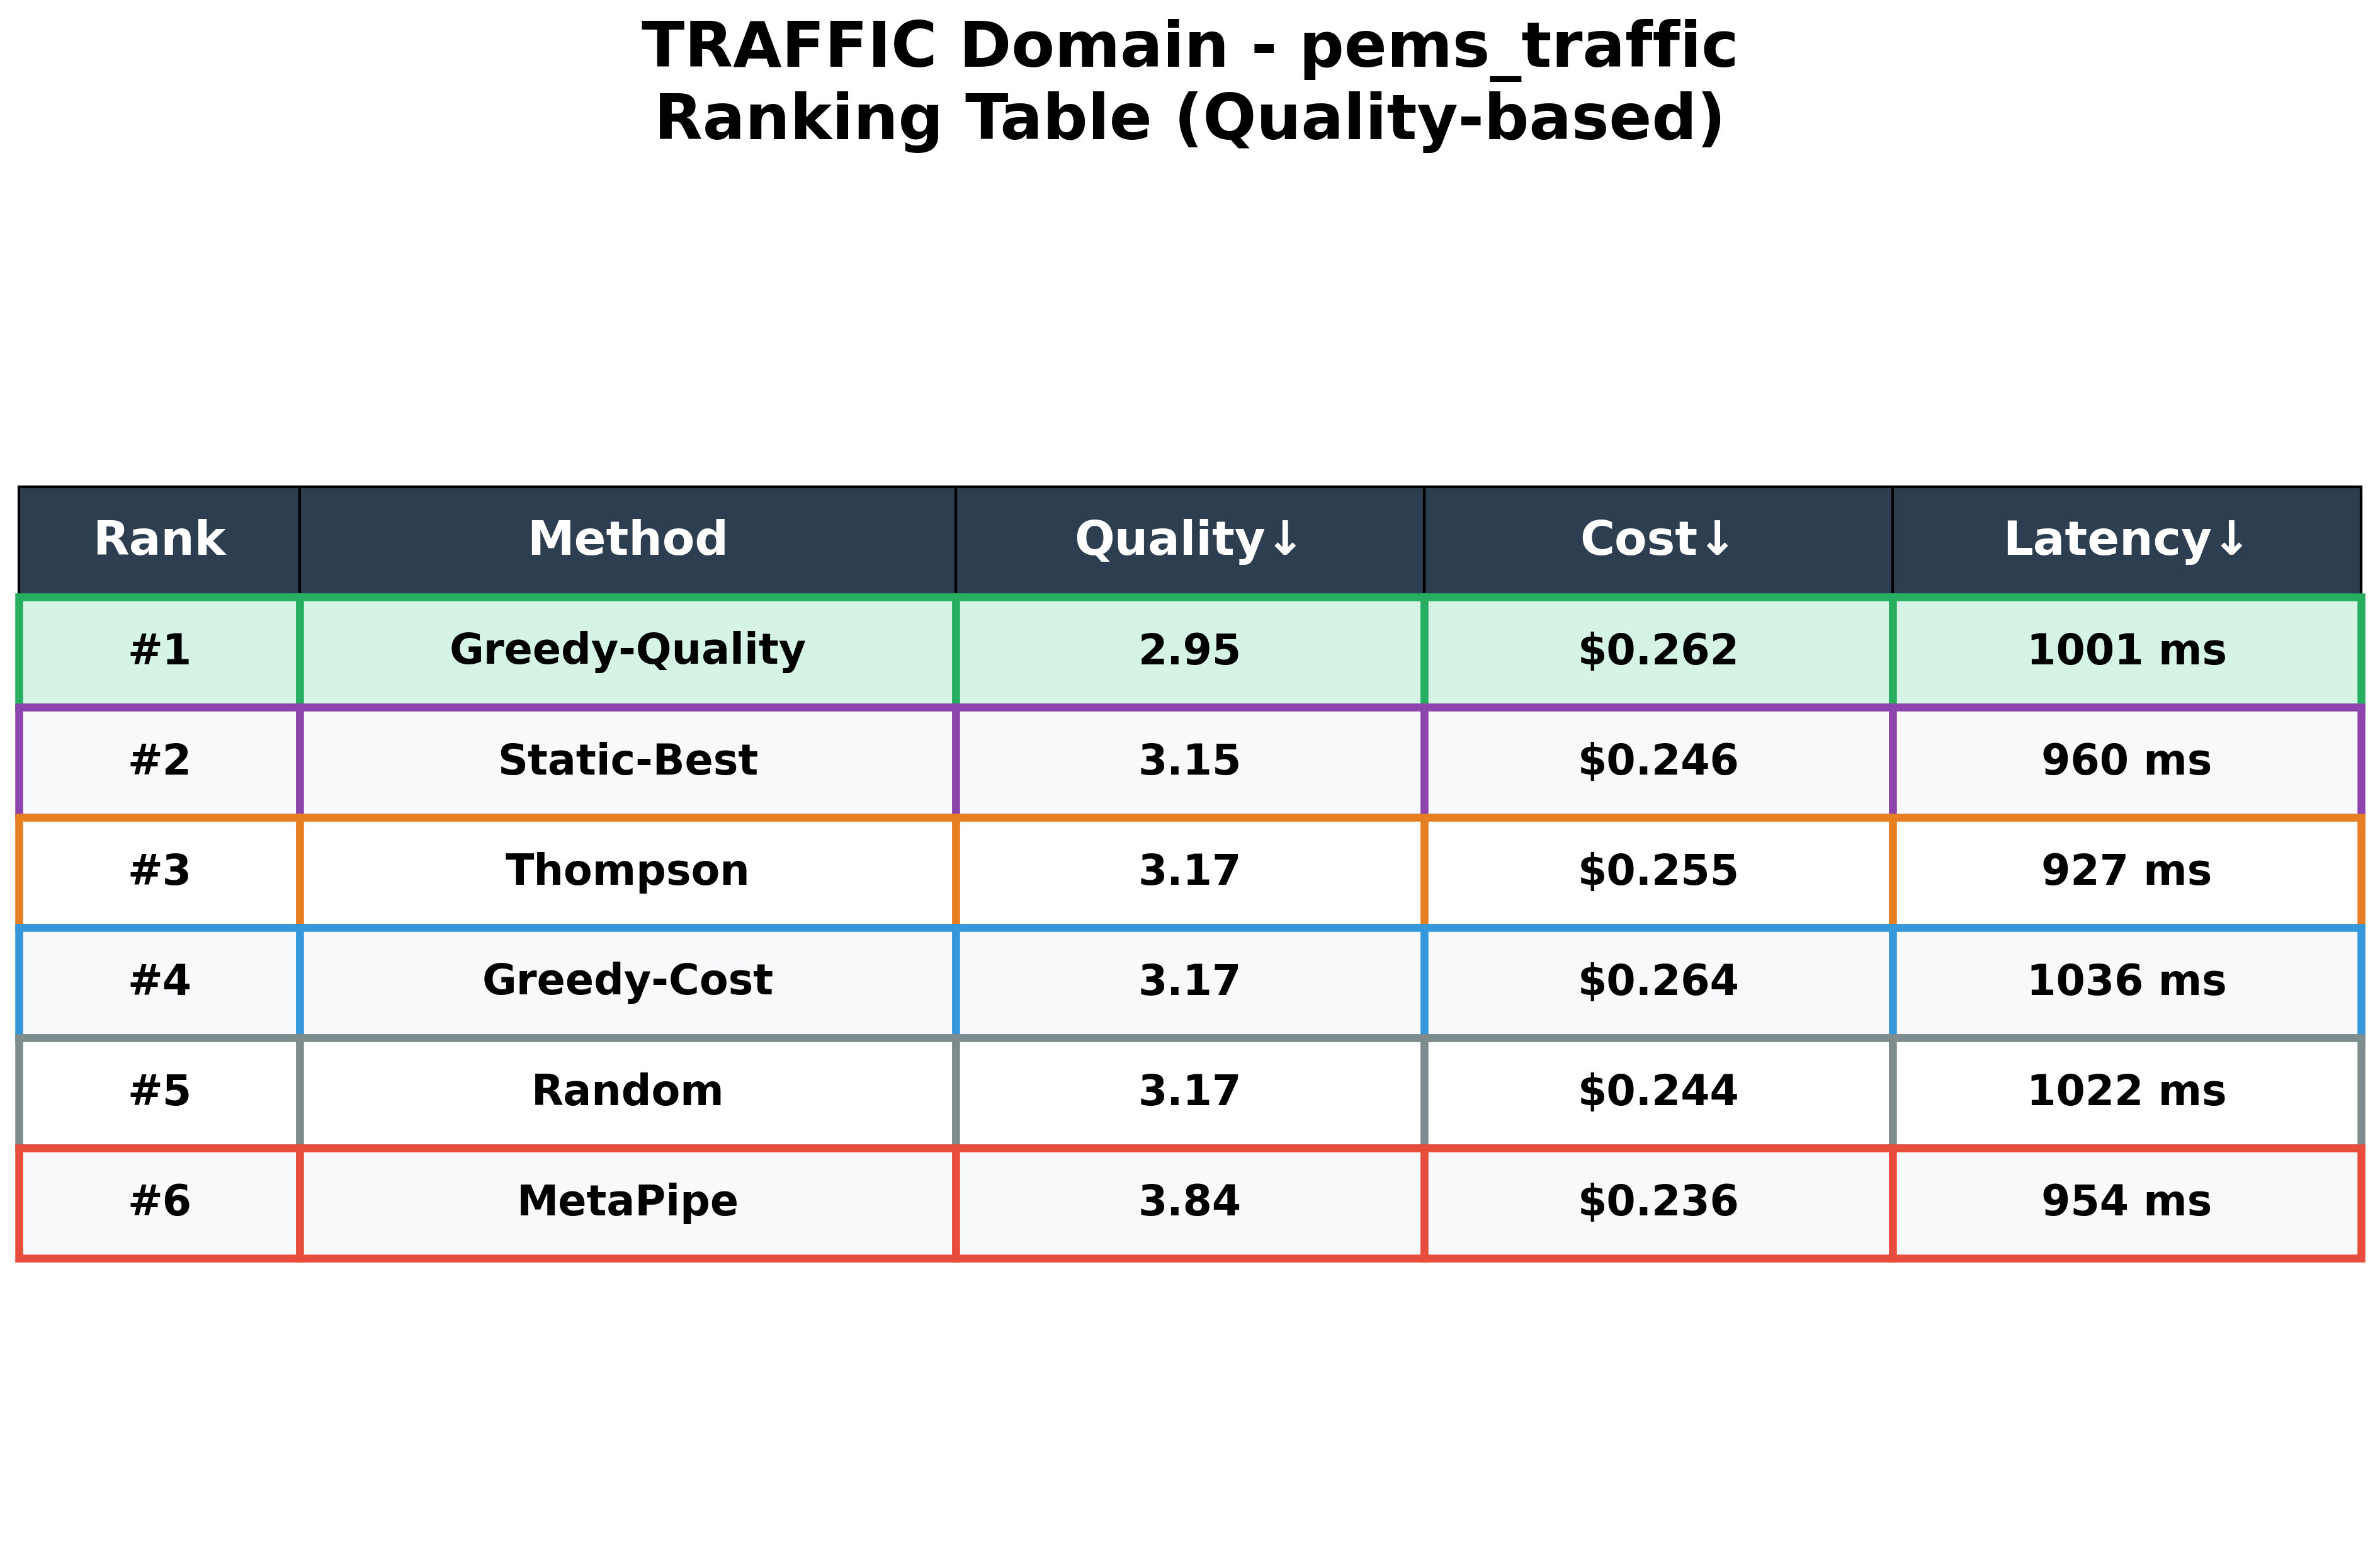 TRAFFIC Domain - pems_traffic
Ranking Table (Quality-based)
Rank Method Quality↓ Cost↓ Latency↓
#1 Greedy-Quality 2.95 $0.262 1001 ms
#2 Static-Best 3.15 $0.246 960 ms
#3 Thompson 3.17 $0.255 927 ms
#4 Greedy-Cost 3.17 $0.264 1036 ms
#5 Random 3.17 $0.244 1022 ms
#6 MetaPipe 3.84 $0.236 954 ms